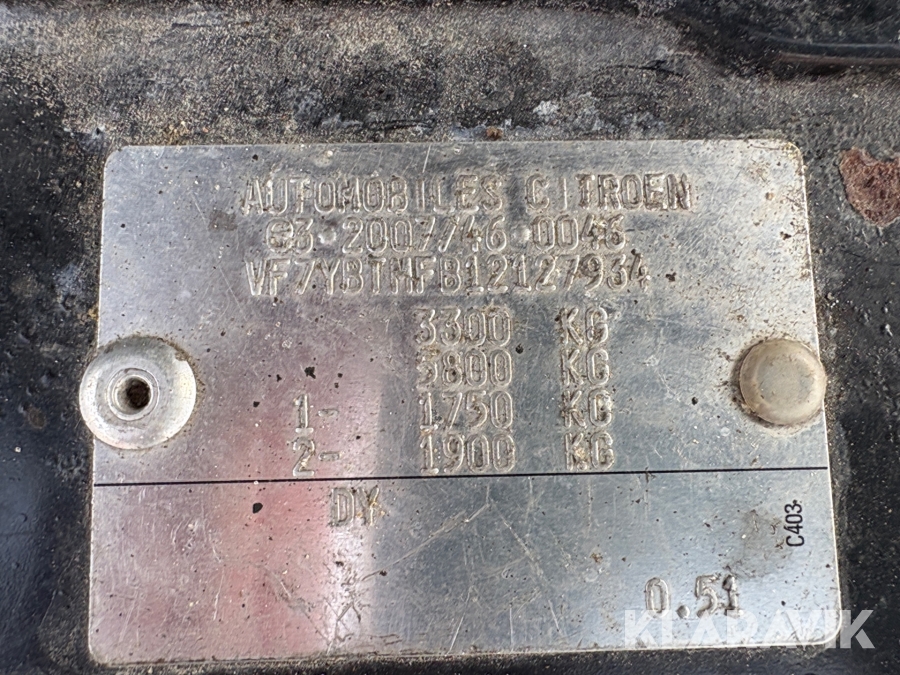 AUTOMOBILES CITROEN
e3*2007/46*0046
VF7YBTMFB12127934
3300 KG
5800 KG
1- 1750 KG
2- 1900 KG
DX
C403
0.51
KLARAVIK